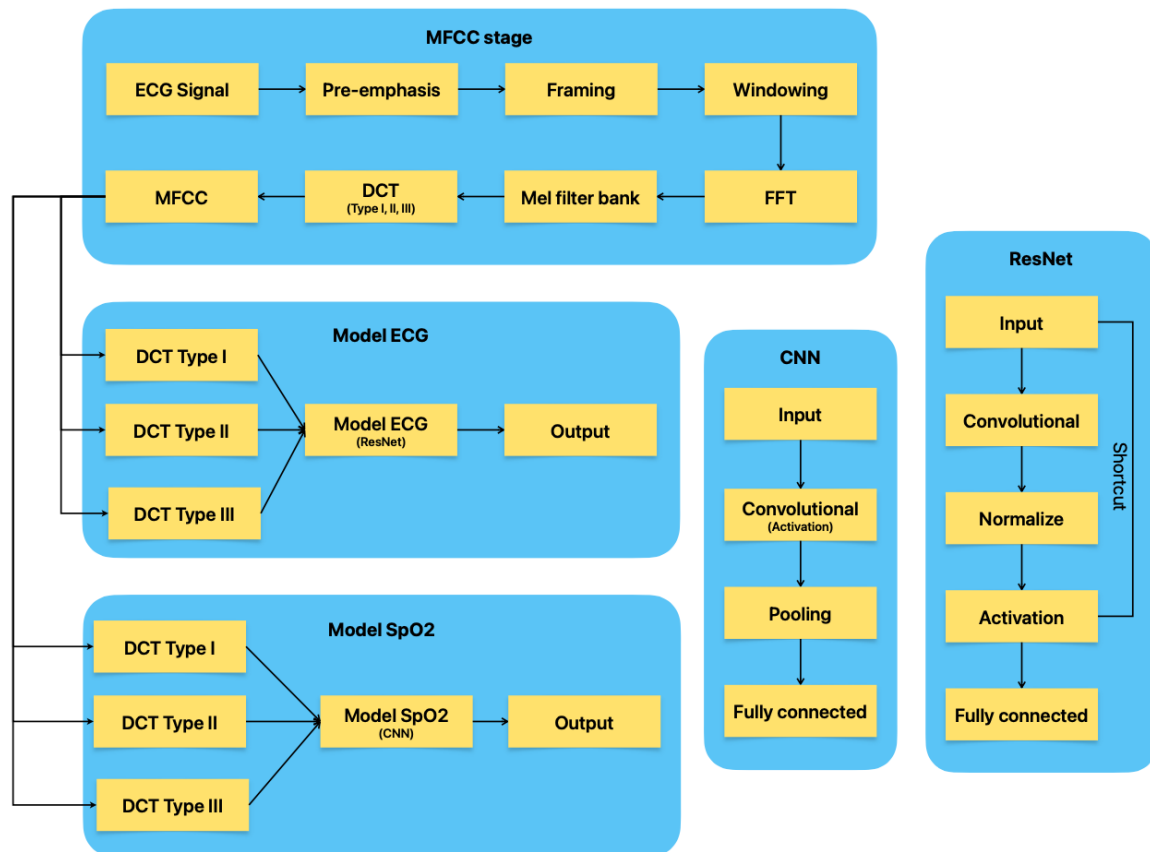 MFCC stage
ECG Signal
Pre-emphasis
Framing
Windowing
MFCC
DCT
(Type I, II, III)
Mel filter bank
FFT
Model ECG
DCT Type I
DCT Type II
DCT Type III
Model ECG
(ResNet)
Output
Model SpO2
DCT Type I
DCT Type II
DCT Type III
Model SpO2
(CNN)
Output
CNN
Input
Convolutional
(Activation)
Pooling
Fully connected
ResNet
Input
Convolutional
Normalize
Activation
Fully connected
Shortcut